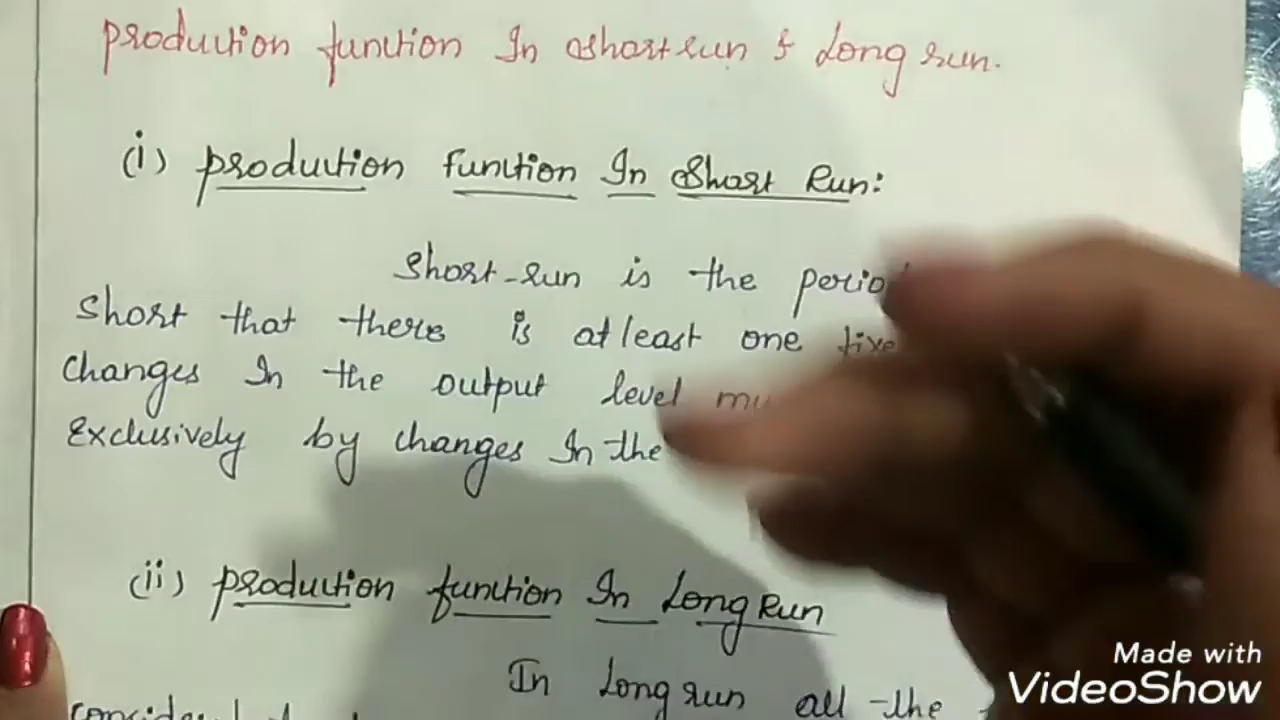 production function In short run & Long run.
(i) production function In Short Run:
Short-run is the
Short that there is atleast one
Changes In the output level
Exclusively by changes In the
(ii) production function In Long Run
In Long run all the
Made with
VideoShow